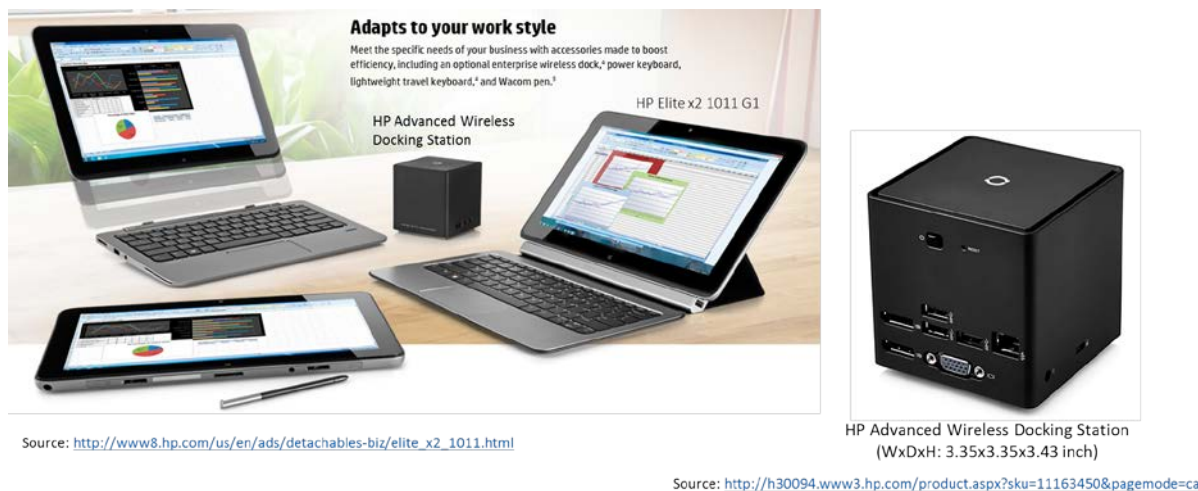 Adapts to your work style
Meet the specific needs of your business with accessories made to boost
efficiency, including an optional enterprise wireless dock,⁴ power keyboard,
lightweight travel keyboard,⁴ and Wacom pen.⁵
HP Elite x2 1011 G1
HP Advanced Wireless
Docking Station
RESET
HP Advanced Wireless Docking Station
(WxDxH: 3.35x3.35x3.43 inch)
Source: http://www8.hp.com/us/en/ads/detachables-biz/elite_x2_1011.html
Source: http://h30094.www3.hp.com/product.aspx?sku=11163450&pagemode=ca